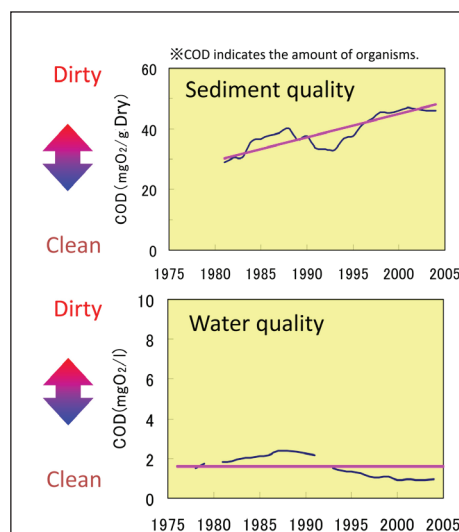 ※COD indicates the amount of organisms.
Dirty
Clean
Sediment quality
COD (mgO2/g Dry)
60
40
20
0
1975 1980 1985 1990 1995 2000 2005
Dirty
Clean
Water quality
COD(mgO2/l)
10
8
6
4
2
0
1975 1980 1985 1990 1995 2000 2005